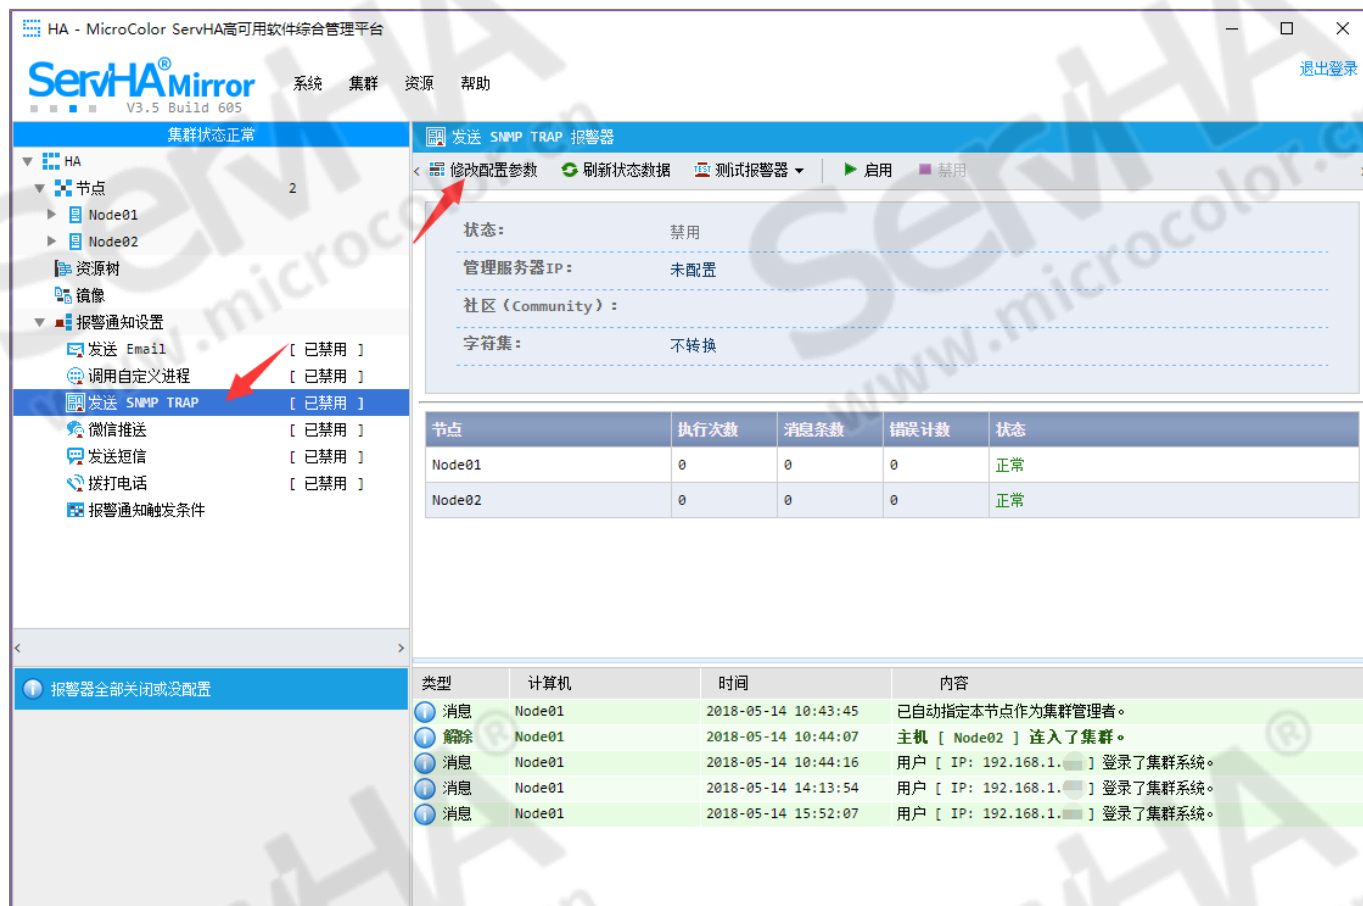 HA - MicroColor ServHA高可用软件综合管理平台
ServHA® Mirror
V3.5 Build 605
系统 集群 资源 帮助
退出登录
集群状态正常
HA
节点 2
Node01
Node02
资源树
镜像
报警通知设置
发送 Email [ 已禁用 ]
调用自定义进程 [ 已禁用 ]
发送 SNMP TRAP [ 已禁用 ]
微信推送 [ 已禁用 ]
发送短信 [ 已禁用 ]
拨打电话 [ 已禁用 ]
报警通知触发条件
报警器全部关闭或没配置
发送 SNMP TRAP 报警器
修改配置参数 刷新状态数据 TEST 测试报警器 启用 禁用
状态: 禁用
管理服务器IP: 未配置
社区(Community):
字符集: 不转换
节点 执行次数 消息条数 错误计数 状态
Node01 0 0 0 正常
Node02 0 0 0 正常
类型 计算机 时间 内容
消息 Node01 2018-05-14 10:43:45 已自动指定本节点作为集群管理者。
解除 Node01 2018-05-14 10:44:07 主机 [ Node02 ] 连入了集群。
消息 Node01 2018-05-14 10:44:16 用户 [ IP: 192.168.1. ] 登录了集群系统。
消息 Node01 2018-05-14 14:13:54 用户 [ IP: 192.168.1. ] 登录了集群系统。
消息 Node01 2018-05-14 15:52:07 用户 [ IP: 192.168.1. ] 登录了集群系统。
ServHA
www.microcolor.cn
ServHA
www.microcolor.cn